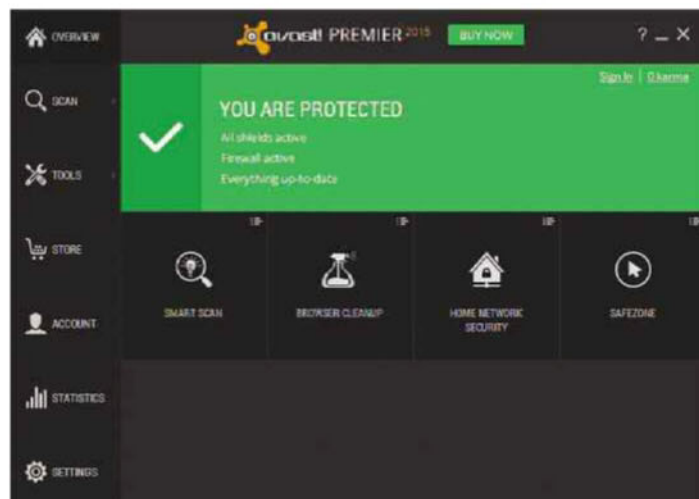 OVERVIEW
avast! PREMIER 2015
BUY NOW
?
SCAN
Sign In | 0 karma
YOU ARE PROTECTED
All shields active
Firewall active
Everything up-to-date
TOOLS
STORE
SMART SCAN
BROWSER CLEANUP
HOME NETWORK
SECURITY
SAFEZONE
ACCOUNT
STATISTICS
SETTINGS